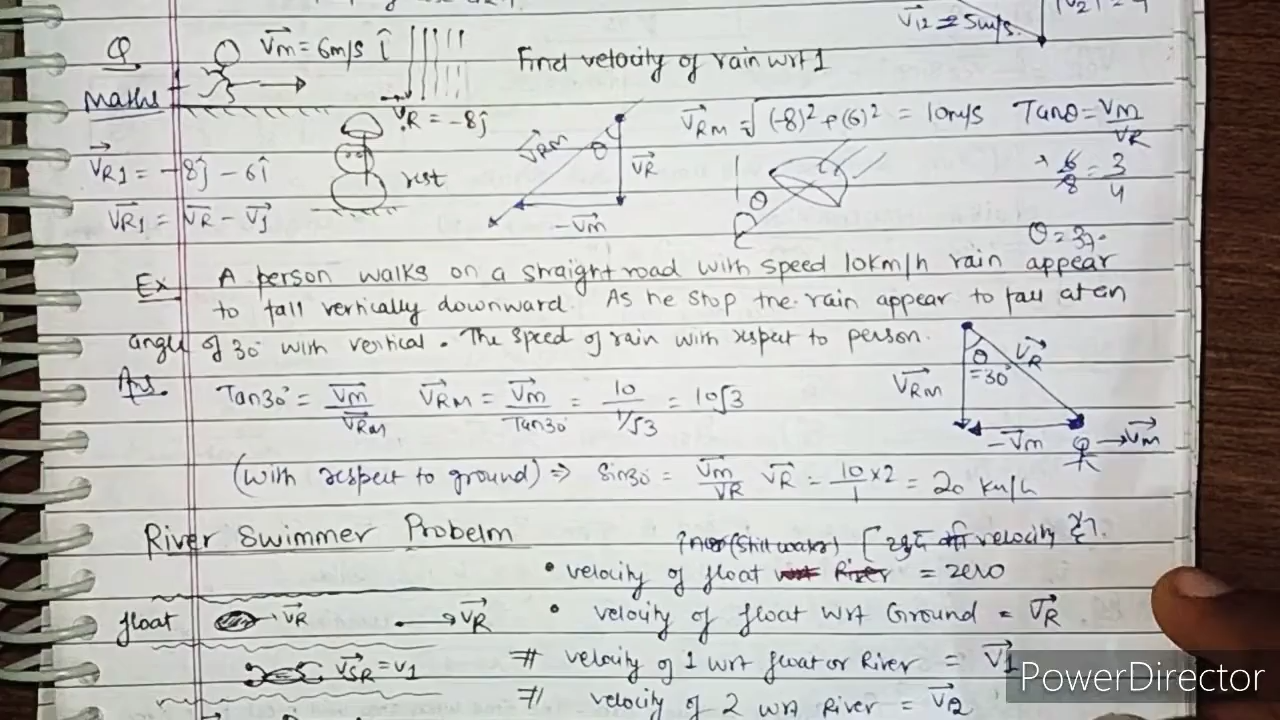 V12 = 5m/s.
Q Vm = 6m/s î Find velocity of rain wrt 1
Maths
VR = -8ĵ VRM = √(-8)² + (6)² = 10m/s Tanθ = VM/VR
VR1 = -8ĵ - 6î rest VRM θ VR θ 6/8 = 3/4
VR1 = VR - V1 -Vm
θ = 37°
Ex A person walks on a straight road with speed 10km/h rain appear
to fall vertically downward. As he stop the rain appear to fall at an
angle of 30° with vertical. The speed of rain with respect to person.
Ans. Tan30° = Vm/VRM VRM = Vm/Tan30° = 10/1/√3 = 10√3
VRM θ =30° VR
-Vm → Vm
(with respect to ground) ⇒ Sin30 = Vm/VR VR = 10/1 ×2 = 20 km/h
River Swimmer Probelm
(still water) velocity
• velocity of float wrt River = zero
float → VR → VR • velocity of float wrt Ground = VR
VSR = v1 # velocity of 1 wrt float or River = V1
# velocity of 2 wrt River = V2
PowerDirector